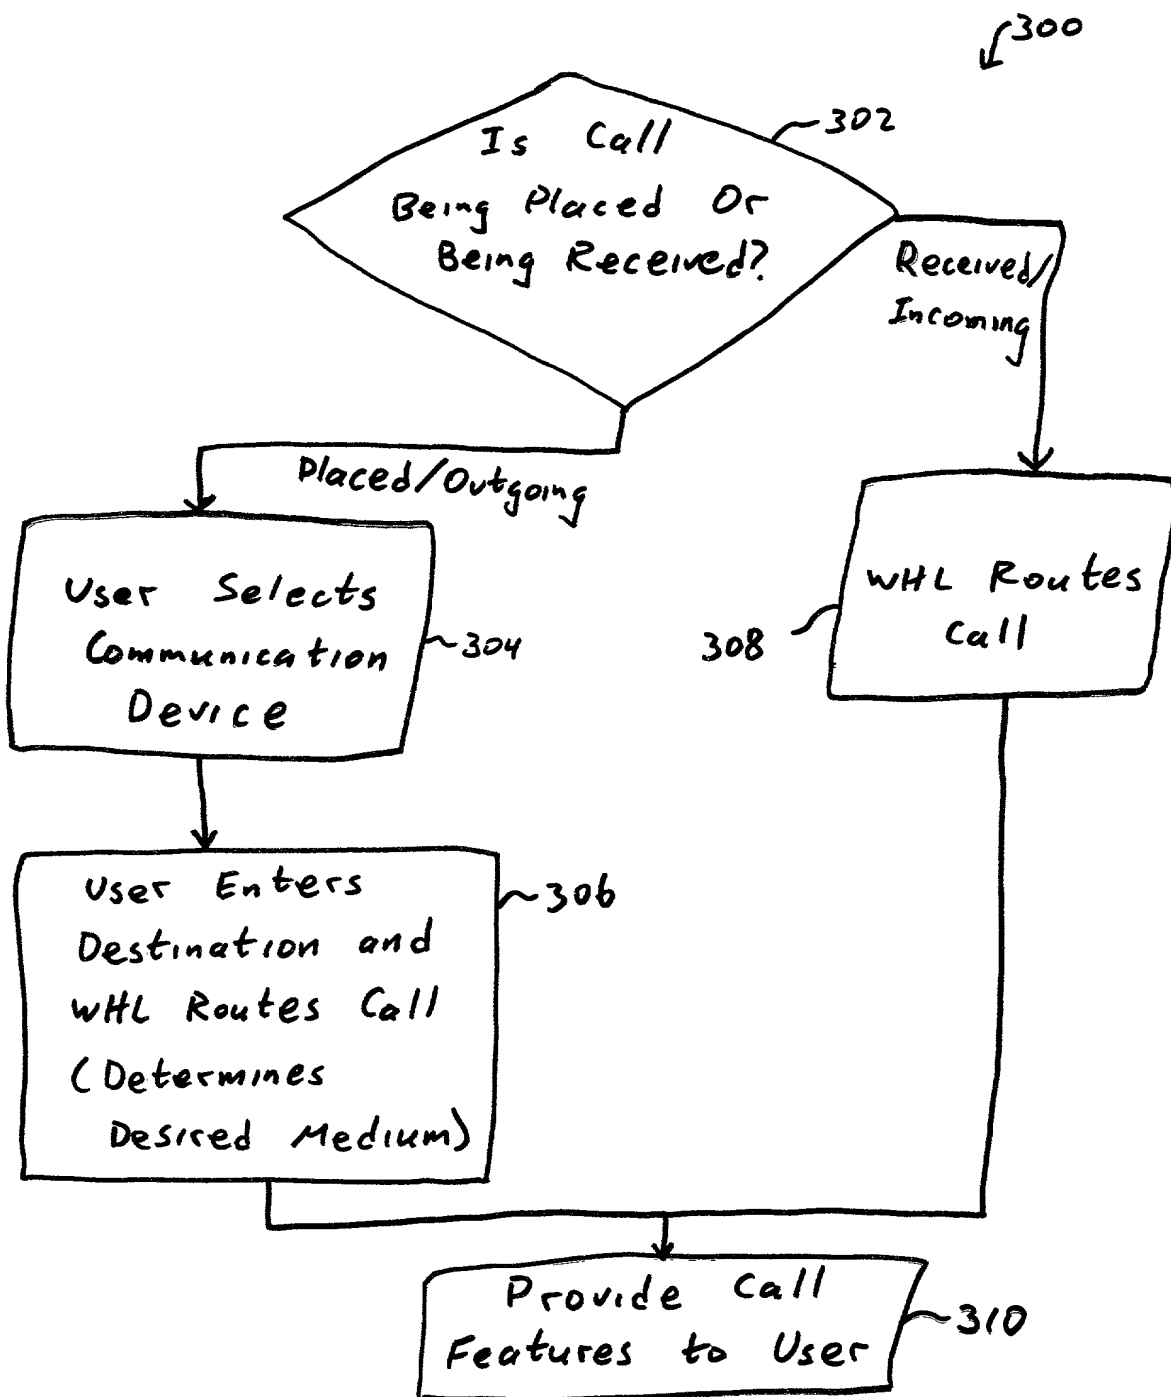 300
302
Is Call
Being Placed Or
Being Received?
Received/
Incoming
Placed/Outgoing
User Selects
Communication
Device
304
WHL Routes
Call
308
User Enters
Destination and
WHL Routes Call
(Determines
Desired Medium)
306
Provide Call
Features to User
310